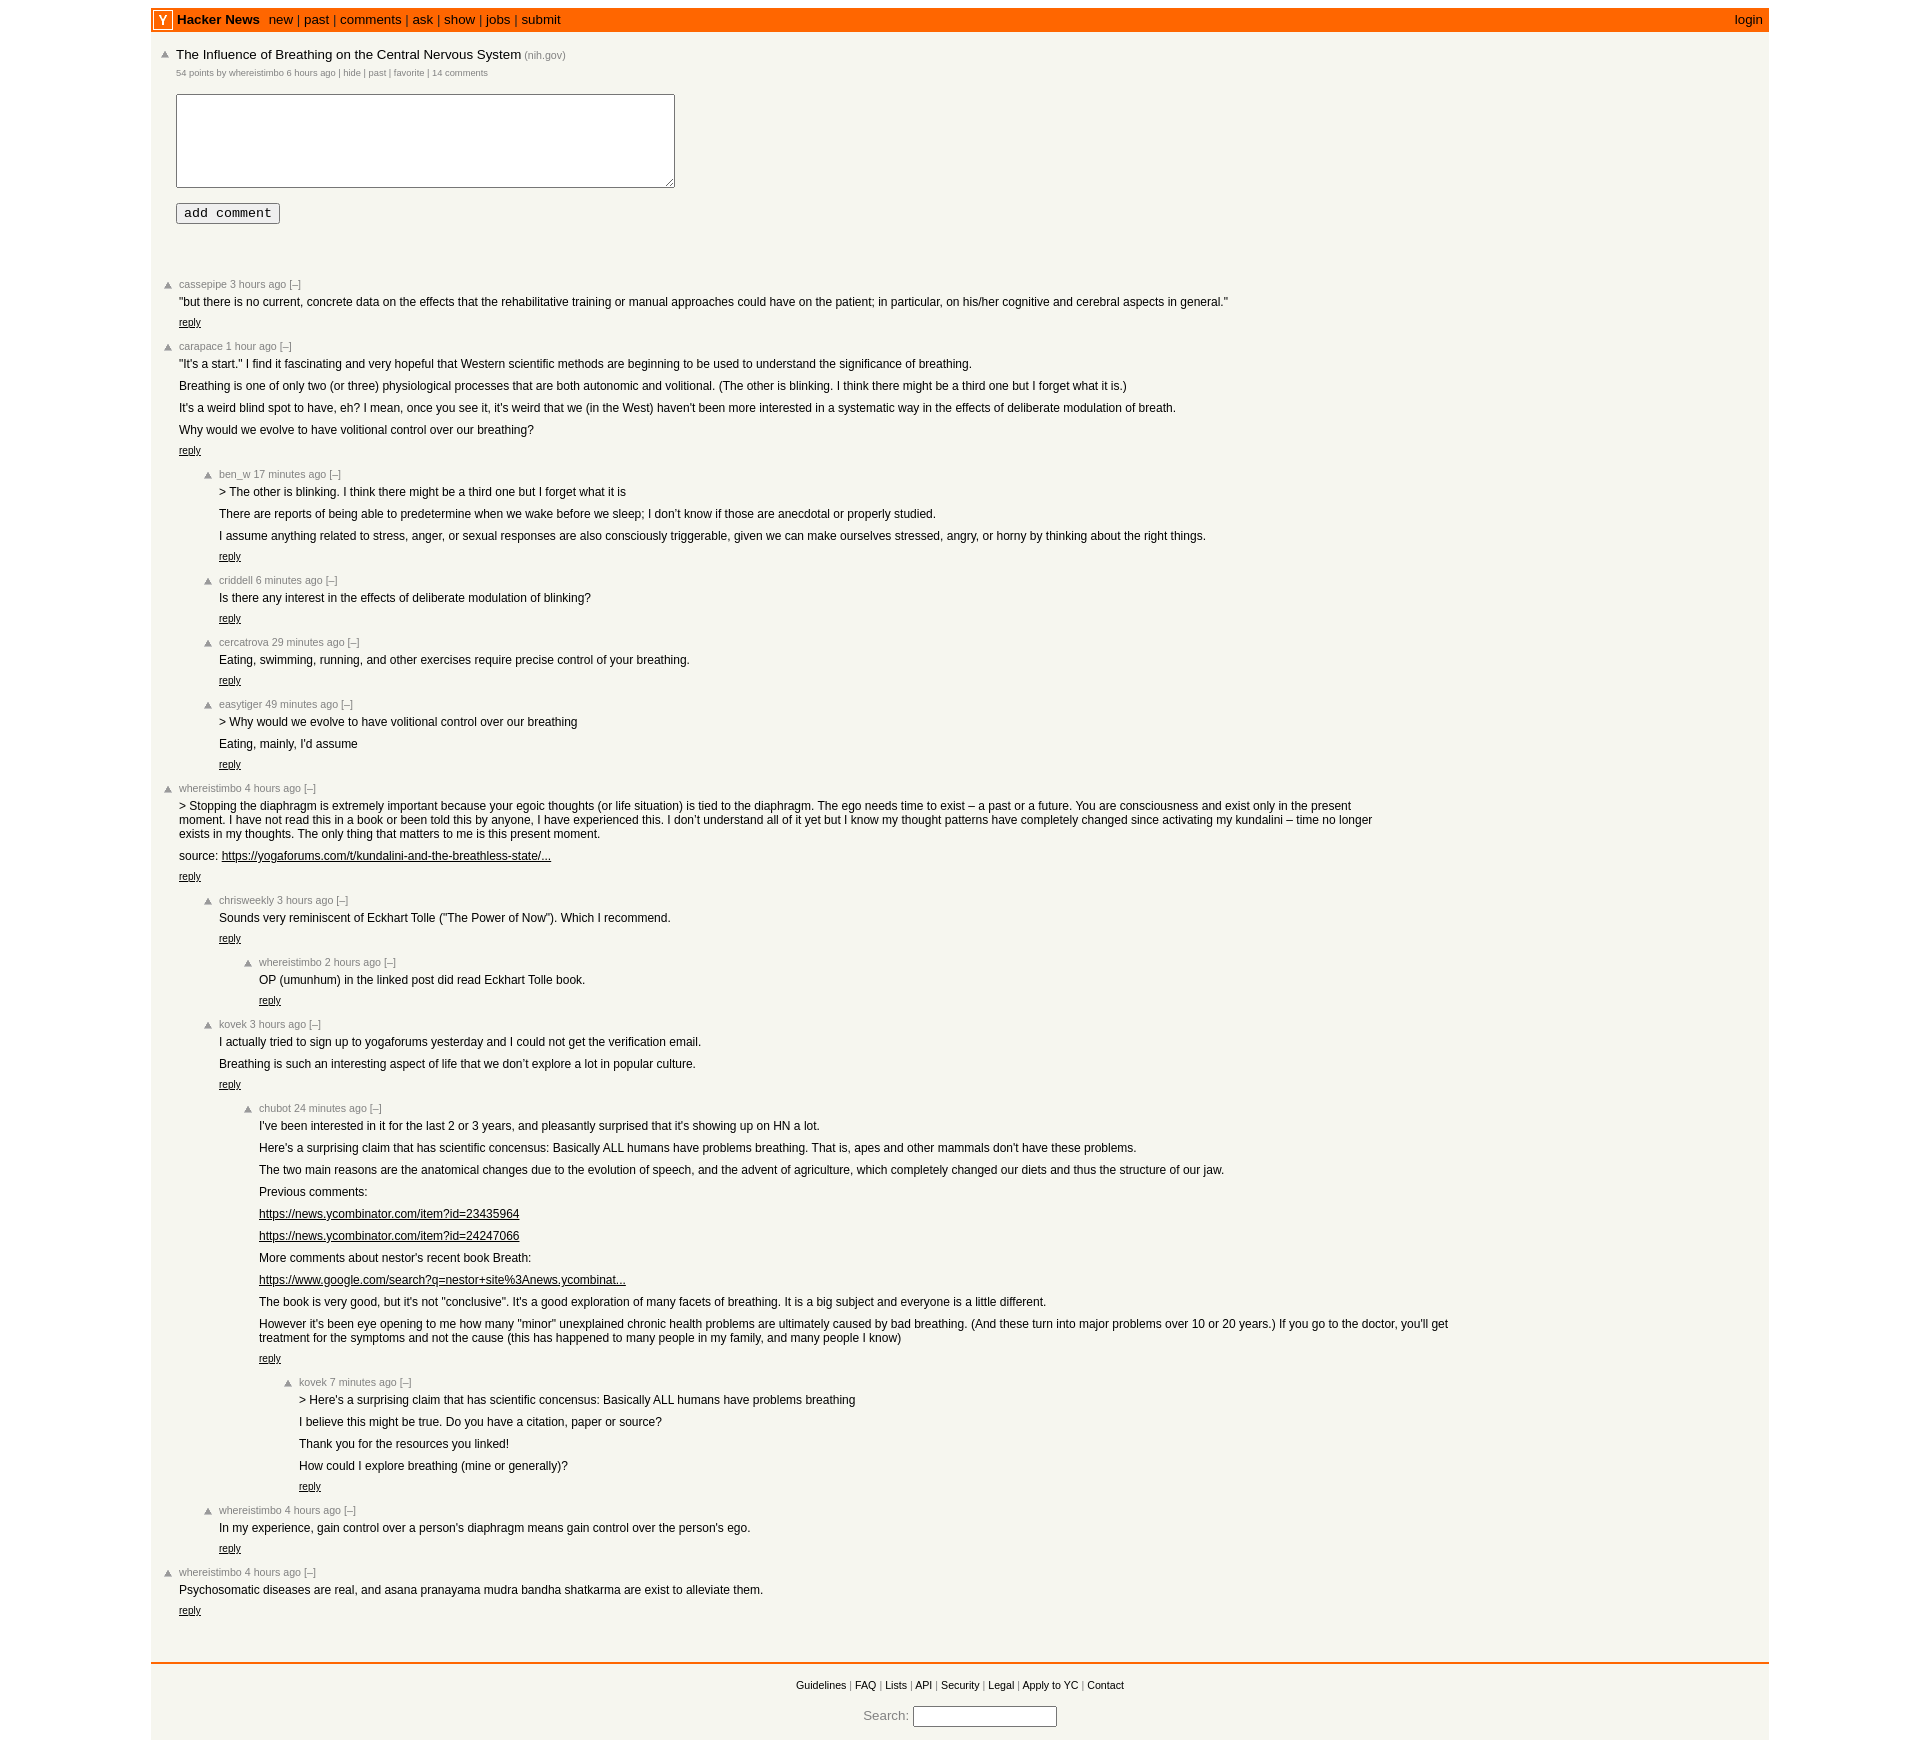 Y Hacker News new | past | comments | ask | show | jobs | submit login
The Influence of Breathing on the Central Nervous System (nih.gov)
54 points by whereistimbo 6 hours ago | hide | past | favorite | 14 comments
add comment
cassepipe 3 hours ago [–]
"but there is no current, concrete data on the effects that the rehabilitative training or manual approaches could have on the patient; in particular, on his/her cognitive and cerebral aspects in general."
reply
carapace 1 hour ago [–]
"It's a start." I find it fascinating and very hopeful that Western scientific methods are beginning to be used to understand the significance of breathing.
Breathing is one of only two (or three) physiological processes that are both autonomic and volitional. (The other is blinking. I think there might be a third one but I forget what it is.)
It's a weird blind spot to have, eh? I mean, once you see it, it's weird that we (in the West) haven't been more interested in a systematic way in the effects of deliberate modulation of breath.
Why would we evolve to have volitional control over our breathing?
reply
ben_w 17 minutes ago [–]
> The other is blinking. I think there might be a third one but I forget what it is
There are reports of being able to predetermine when we wake before we sleep; I don’t know if those are anecdotal or properly studied.
I assume anything related to stress, anger, or sexual responses are also consciously triggerable, given we can make ourselves stressed, angry, or horny by thinking about the right things.
reply
criddell 6 minutes ago [–]
Is there any interest in the effects of deliberate modulation of blinking?
reply
cercatrova 29 minutes ago [–]
Eating, swimming, running, and other exercises require precise control of your breathing.
reply
easytiger 49 minutes ago [–]
> Why would we evolve to have volitional control over our breathing
Eating, mainly, I'd assume
reply
whereistimbo 4 hours ago [–]
> Stopping the diaphragm is extremely important because your egoic thoughts (or life situation) is tied to the diaphragm. The ego needs time to exist – a past or a future. You are consciousness and exist only in the present
moment. I have not read this in a book or been told this by anyone, I have experienced this. I don’t understand all of it yet but I know my thought patterns have completely changed since activating my kundalini – time no longer
exists in my thoughts. The only thing that matters to me is this present moment.
source: https://yogaforums.com/t/kundalini-and-the-breathless-state/...
reply
chrisweekly 3 hours ago [–]
Sounds very reminiscent of Eckhart Tolle ("The Power of Now"). Which I recommend.
reply
whereistimbo 2 hours ago [–]
OP (umunhum) in the linked post did read Eckhart Tolle book.
reply
kovek 3 hours ago [–]
I actually tried to sign up to yogaforums yesterday and I could not get the verification email.
Breathing is such an interesting aspect of life that we don’t explore a lot in popular culture.
reply
chubot 24 minutes ago [–]
I've been interested in it for the last 2 or 3 years, and pleasantly surprised that it's showing up on HN a lot.
Here's a surprising claim that has scientific concensus: Basically ALL humans have problems breathing. That is, apes and other mammals don't have these problems.
The two main reasons are the anatomical changes due to the evolution of speech, and the advent of agriculture, which completely changed our diets and thus the structure of our jaw.
Previous comments:
https://news.ycombinator.com/item?id=23435964
https://news.ycombinator.com/item?id=24247066
More comments about nestor's recent book Breath:
https://www.google.com/search?q=nestor+site%3Anews.ycombinat...
The book is very good, but it's not "conclusive". It's a good exploration of many facets of breathing. It is a big subject and everyone is a little different.
However it's been eye opening to me how many "minor" unexplained chronic health problems are ultimately caused by bad breathing. (And these turn into major problems over 10 or 20 years.) If you go to the doctor, you'll get
treatment for the symptoms and not the cause (this has happened to many people in my family, and many people I know)
reply
kovek 7 minutes ago [–]
> Here's a surprising claim that has scientific concensus: Basically ALL humans have problems breathing
I believe this might be true. Do you have a citation, paper or source?
Thank you for the resources you linked!
How could I explore breathing (mine or generally)?
reply
whereistimbo 4 hours ago [–]
In my experience, gain control over a person's diaphragm means gain control over the person's ego.
reply
whereistimbo 4 hours ago [–]
Psychosomatic diseases are real, and asana pranayama mudra bandha shatkarma are exist to alleviate them.
reply
Guidelines | FAQ | Lists | API | Security | Legal | Apply to YC | Contact
Search: